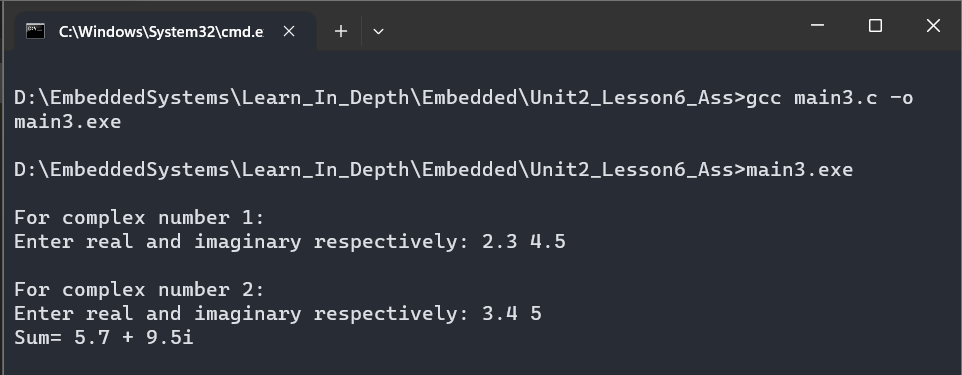 C:\Windows\System32\cmd.e
D:\EmbeddedSystems\Learn_In_Depth\Embedded\Unit2_Lesson6_Ass>gcc main3.c -o
main3.exe
D:\EmbeddedSystems\Learn_In_Depth\Embedded\Unit2_Lesson6_Ass>main3.exe
For complex number 1:
Enter real and imaginary respectively: 2.3 4.5
For complex number 2:
Enter real and imaginary respectively: 3.4 5
Sum= 5.7 + 9.5i